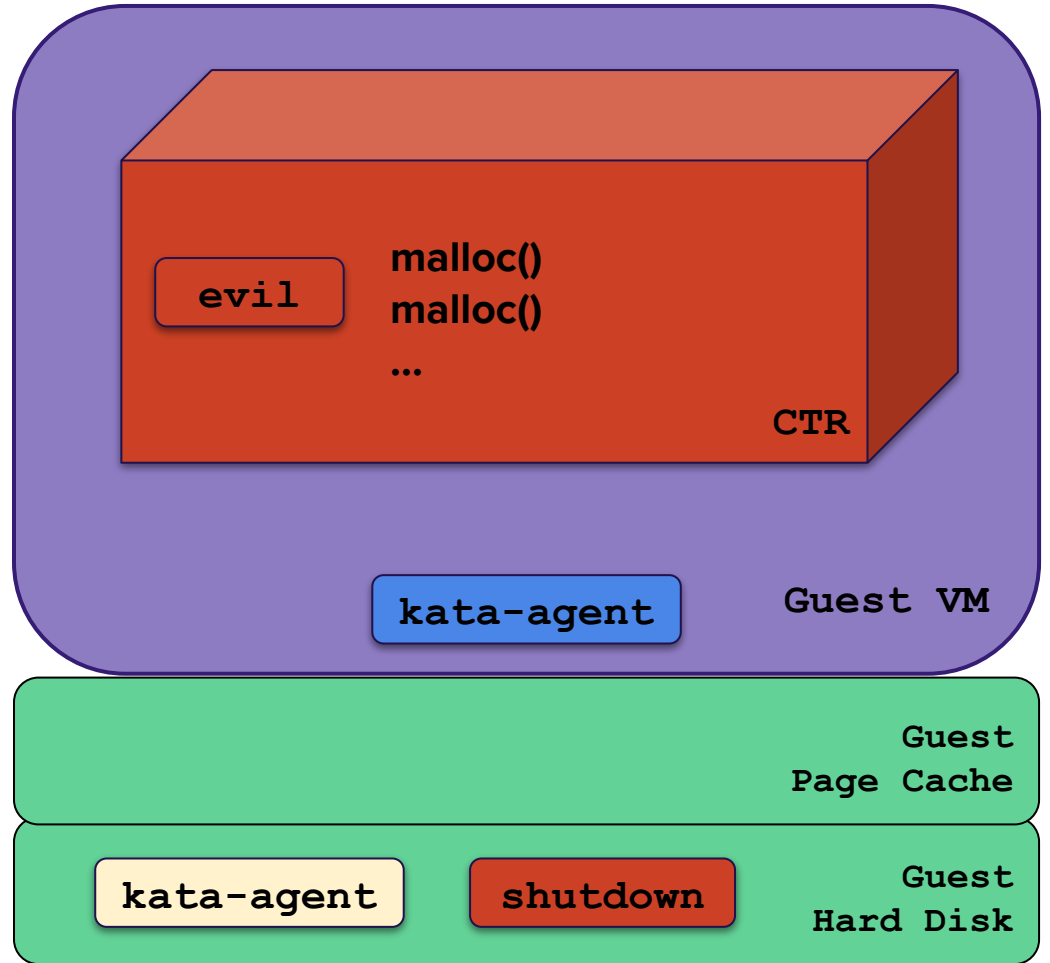 evil
malloc()
malloc()
...
CTR
kata-agent
Guest VM
Guest
Page Cache
kata-agent
shutdown
Guest
Hard Disk